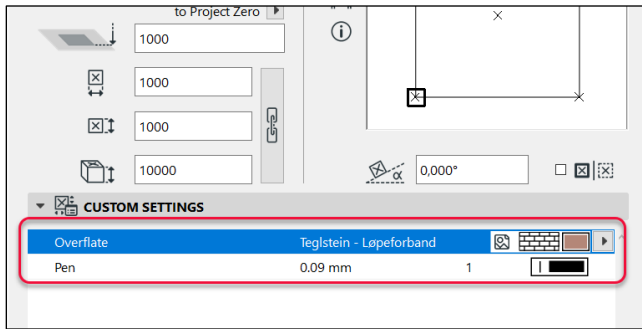 to Project Zero
1000
1000
1000
10000
α
0,000°
CUSTOM SETTINGS
Overflate Teglstein - Løpeforband
Pen 0.09 mm 1